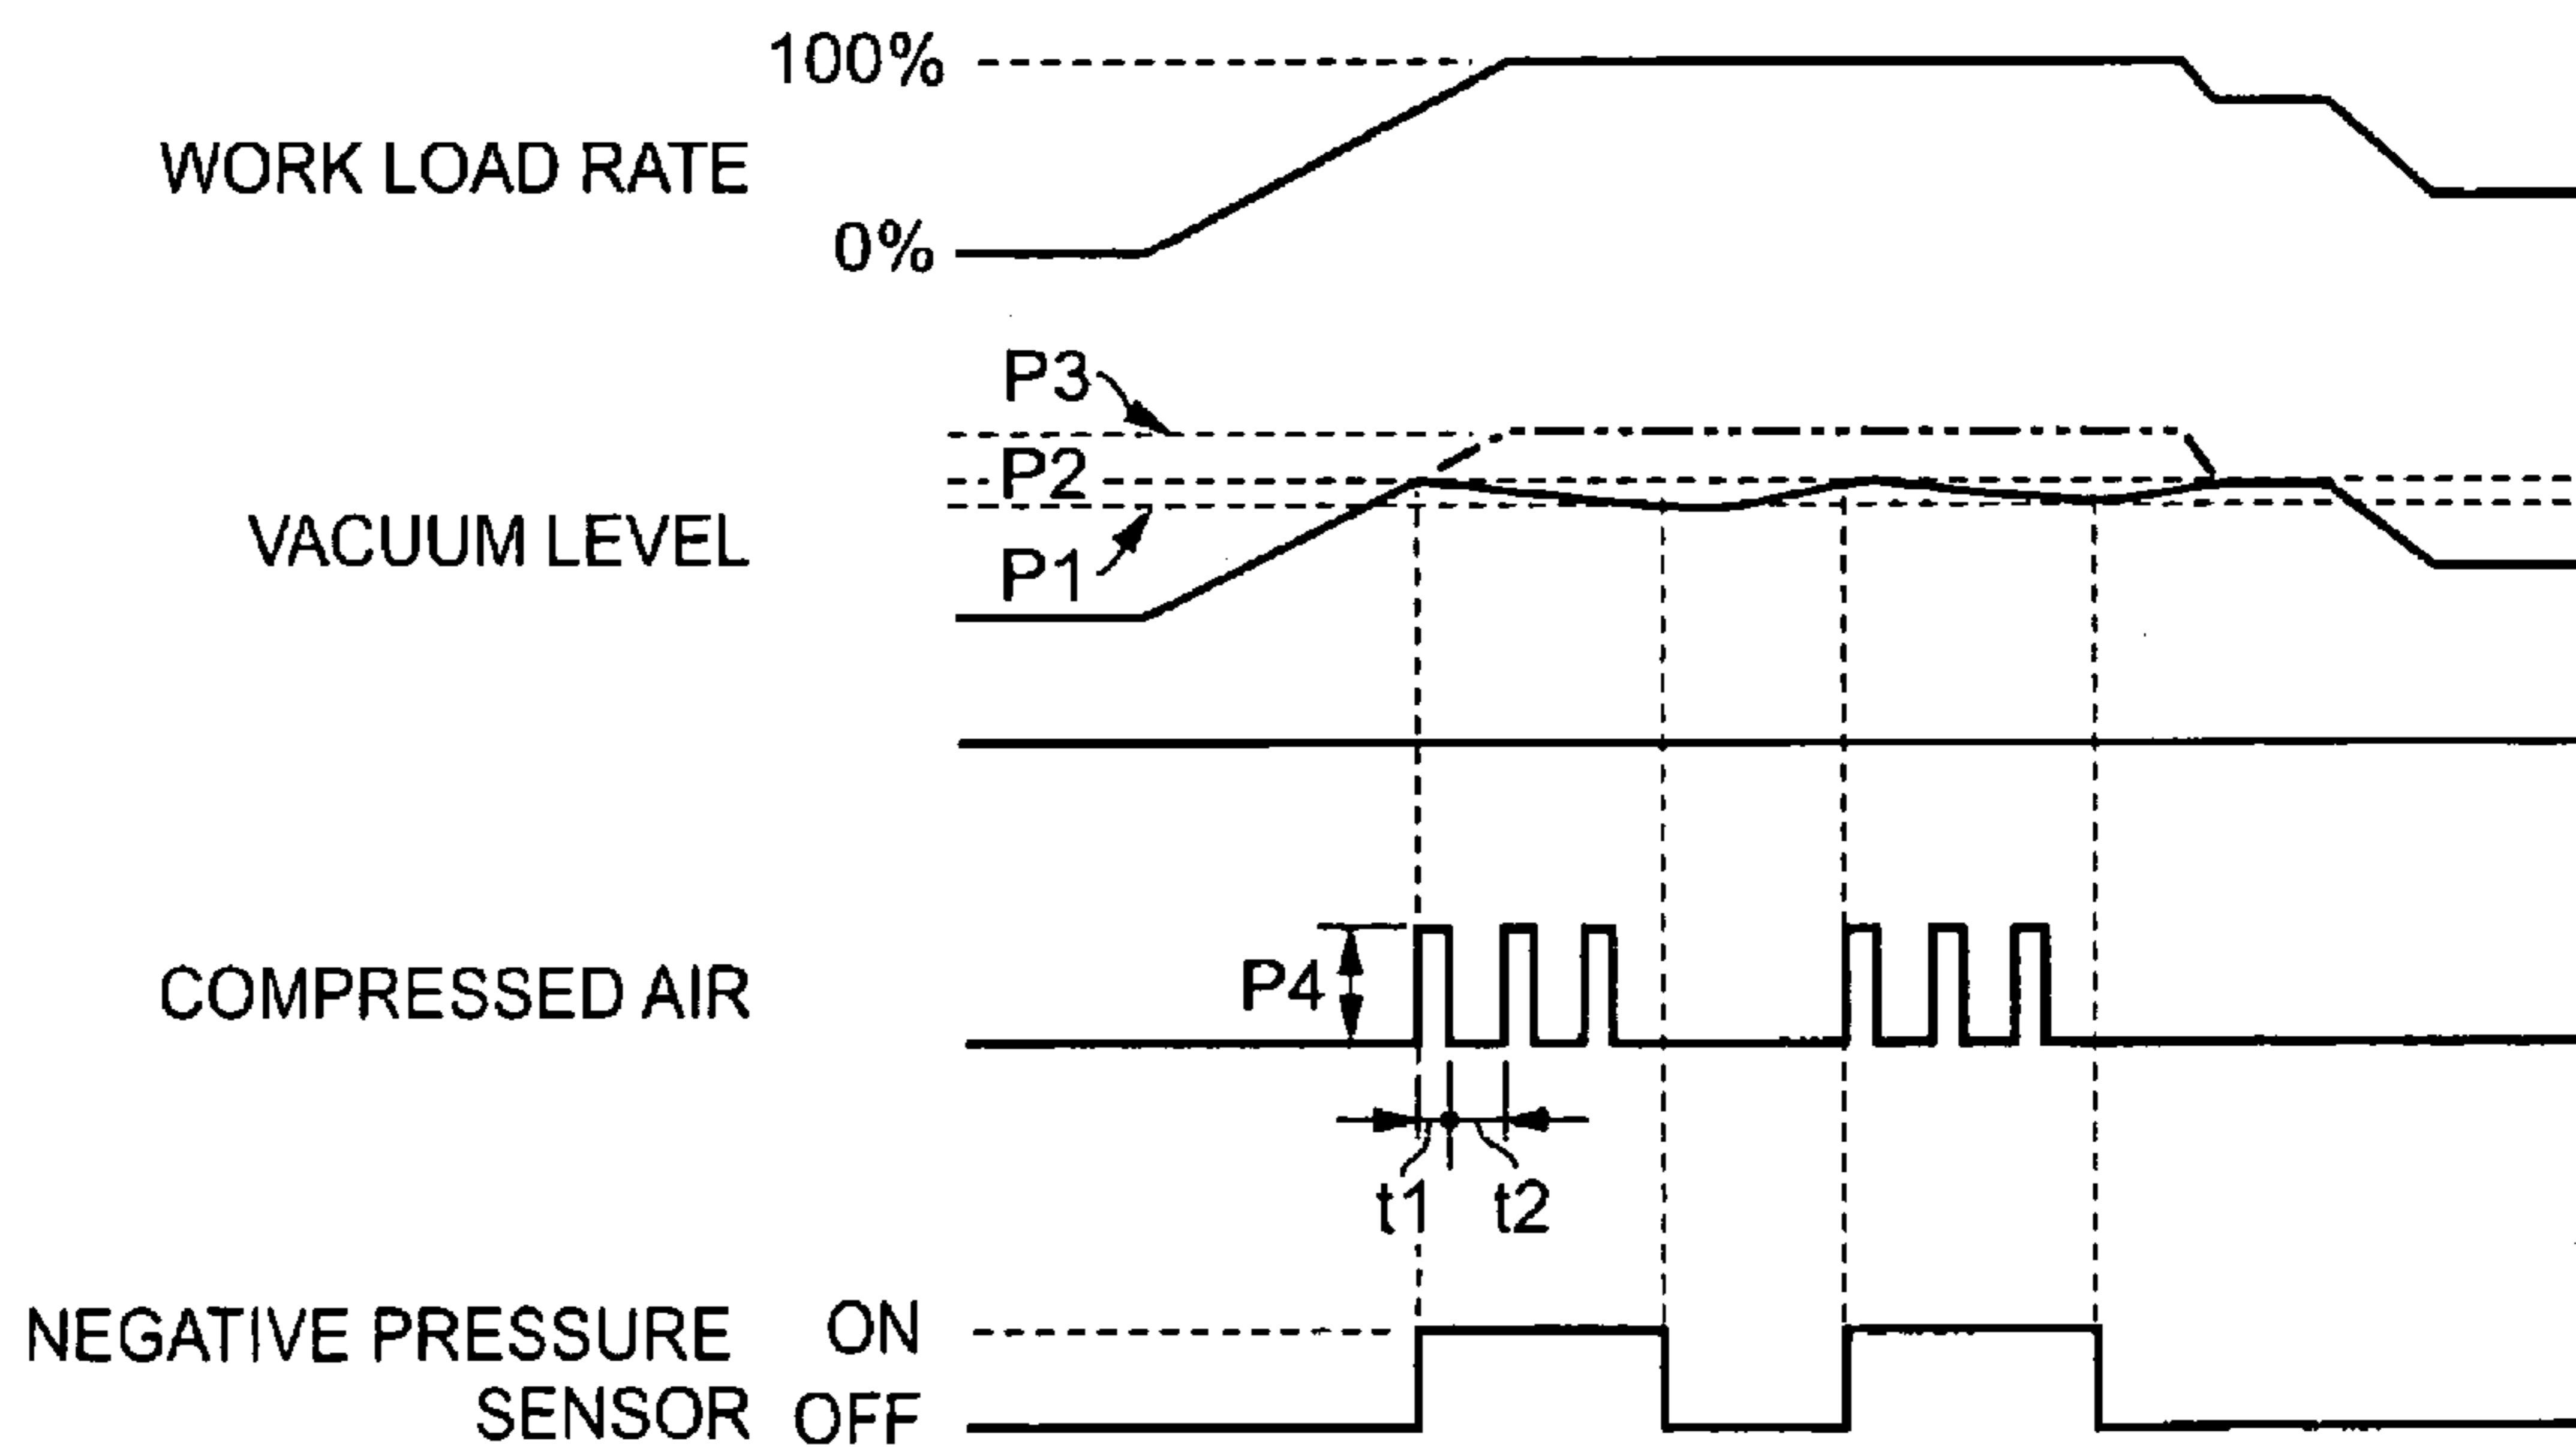 100%
WORK LOAD RATE
0%
P3
P2
VACUUM LEVEL
P1
COMPRESSED AIR
P4
t1 t2
NEGATIVE PRESSURE ON
SENSOR OFF